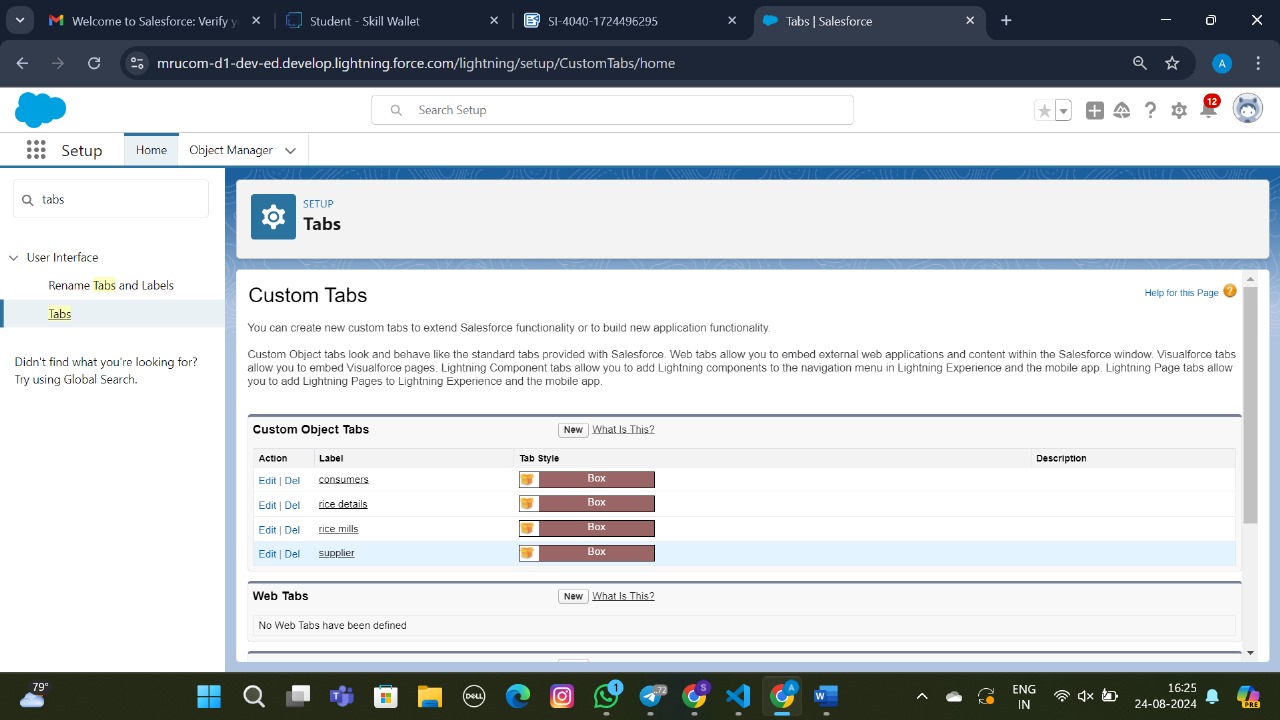 Welcome to Salesforce: Verify y
Student - Skill Wallet
SI-4040-1724496295
Tabs | Salesforce
mrucom-d1-dev-ed.develop.lightning.force.com/lightning/setup/CustomTabs/home
A
Search Setup
12
Setup
Home
Object Manager
tabs
User Interface
Rename Tabs and Labels
Tabs
Didn't find what you're looking for?
Try using Global Search.
SETUP
Tabs
Custom Tabs
Help for this Page
You can create new custom tabs to extend Salesforce functionality or to build new application functionality.
Custom Object tabs look and behave like the standard tabs provided with Salesforce. Web tabs allow you to embed external web applications and content within the Salesforce window. Visualforce tabs
allow you to embed Visualforce pages. Lightning Component tabs allow you to add Lightning components to the navigation menu in Lightning Experience and the mobile app. Lightning Page tabs allow
you to add Lightning Pages to Lightning Experience and the mobile app.
Custom Object Tabs New What Is This?
Action Label Tab Style Description
Edit | Del consumers Box
Edit | Del rice details Box
Edit | Del rice mills Box
Edit | Del supplier Box
Web Tabs New What Is This?
No Web Tabs have been defined
79°
DELL
1
72
S
A
W
ENG
IN
16:25
24-08-2024
PRE